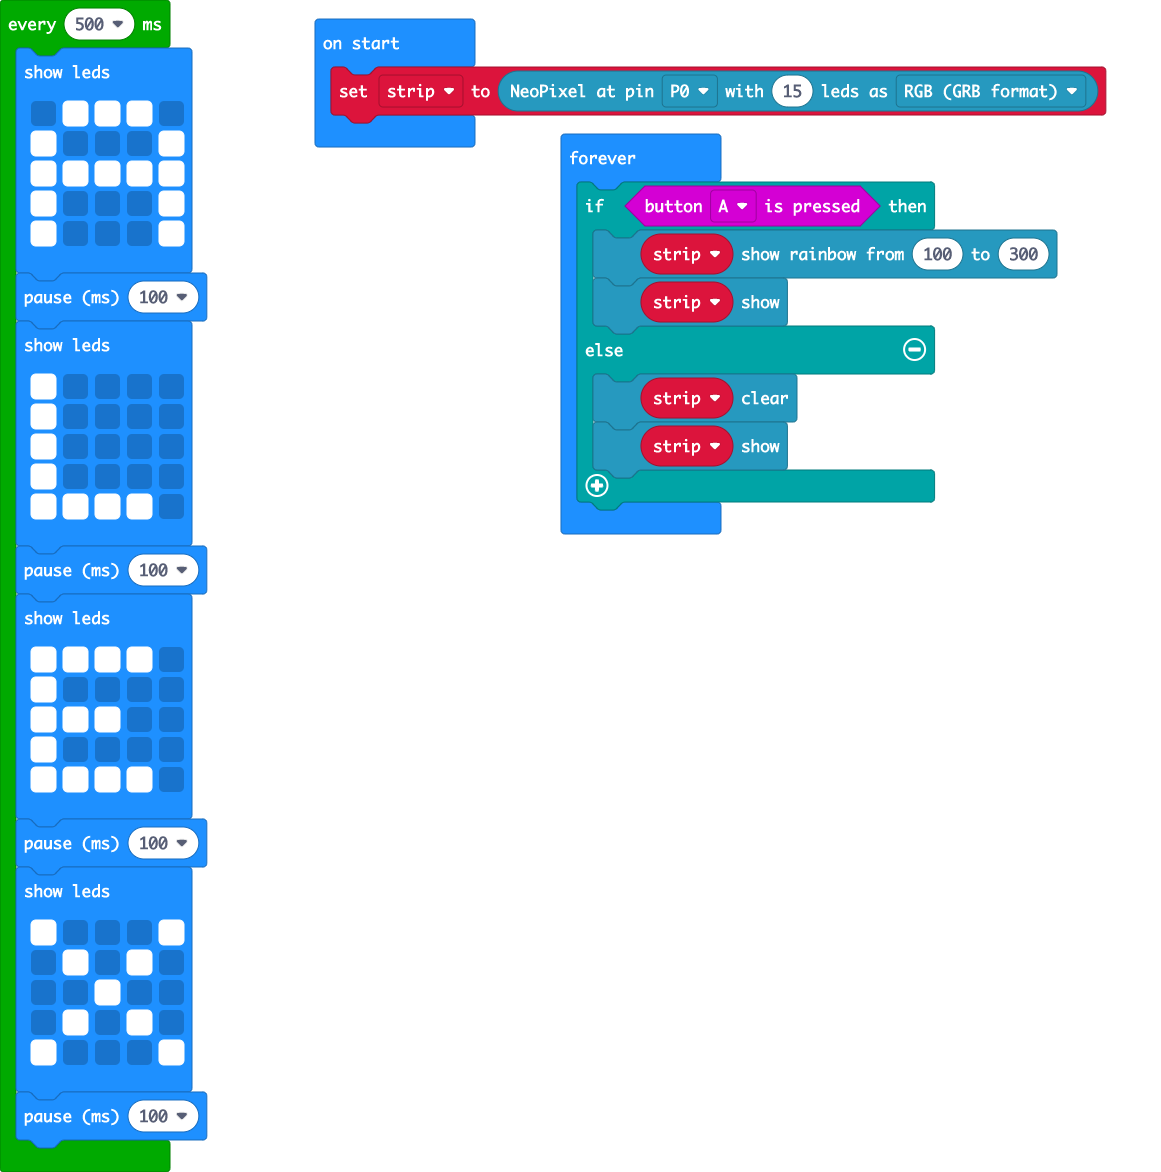 every 500 ms
show leds
pause (ms) 100
show leds
pause (ms) 100
show leds
pause (ms) 100
show leds
pause (ms) 100
on start
set strip to NeoPixel at pin P0 with 15 leds as RGB (GRB format)
forever
if button A is pressed then
strip show rainbow from 100 to 300
strip show
else
strip clear
strip show